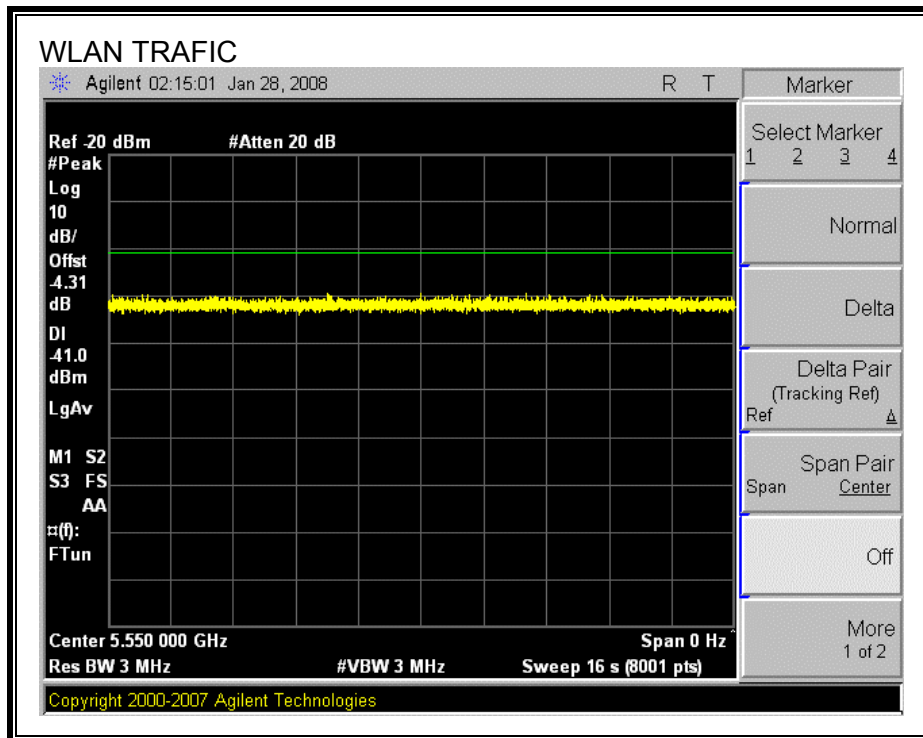 WLAN TRAFIC
Agilent 02:15:01 Jan 28, 2008 R T
Ref -20 dBm #Atten 20 dB
#Peak
Log
10
dB/
Offst
-4.31
dB
DI
-41.0
dBm
LgAv
M1 S2
S3 FS
AA
¤(f):
FTun
Center 5.550 000 GHz Span 0 Hz^
Res BW 3 MHz #VBW 3 MHz Sweep 16 s (8001 pts)
Copyright 2000-2007 Agilent Technologies
Marker
Select Marker
1 2 3 4
Normal
Delta
Delta Pair
(Tracking Ref)
Ref Δ
Span Pair
Span Center
Off
More
1 of 2